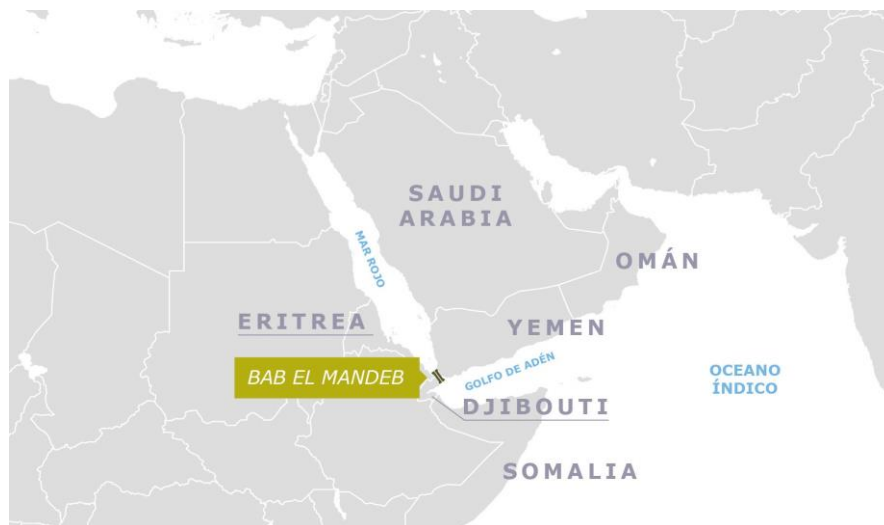 SAUDI
ARABIA
MAR ROJO
OMÁN
ERITREA
YEMEN
GOLFO DE ADÉN
BAB EL MANDEB
OCEANO
ÍNDICO
DJIBOUTI
SOMALIA